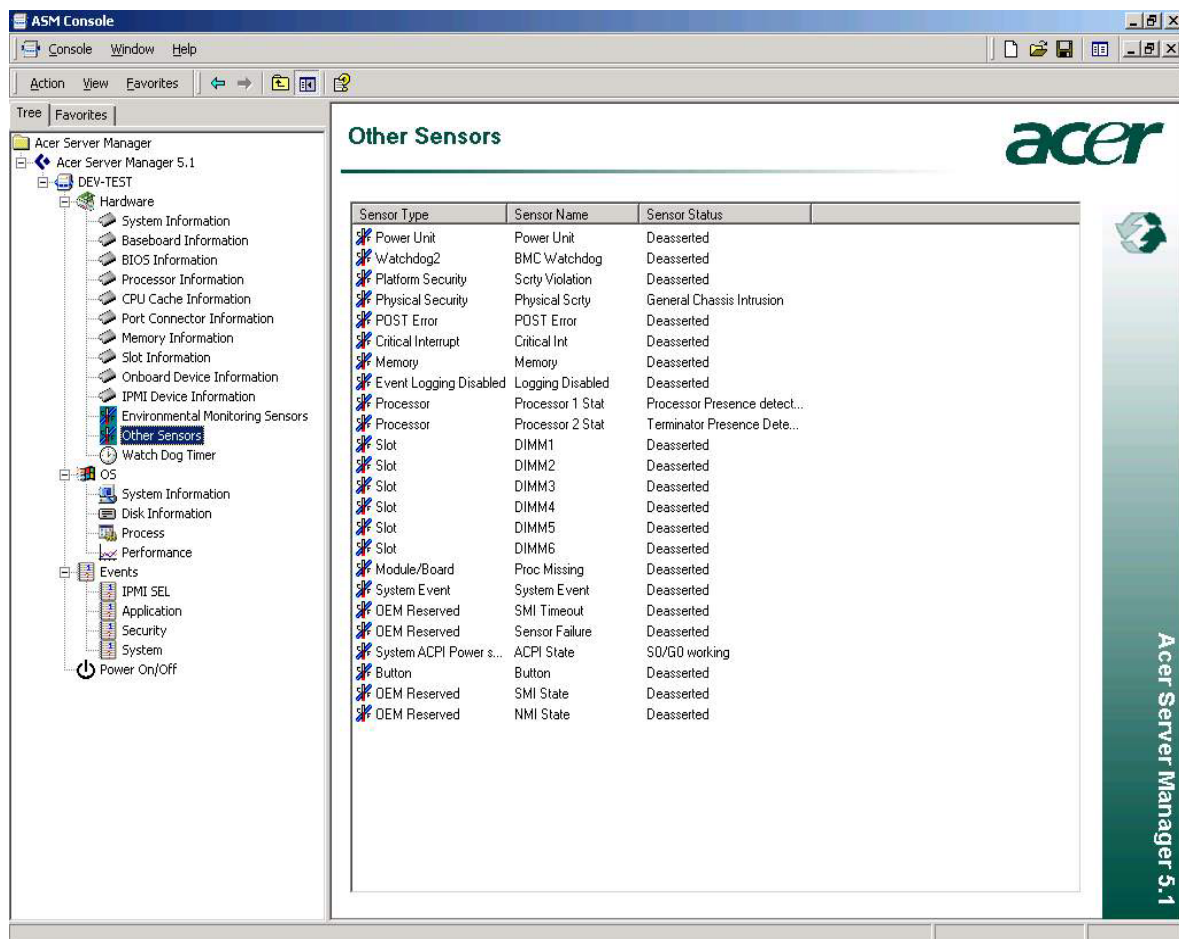 ASM Console
Console Window Help
Action View Favorites
Tree Favorites
Acer Server Manager
Acer Server Manager 5.1
DEV-TEST
Hardware
System Information
Baseboard Information
BIOS Information
Processor Information
CPU Cache Information
Port Connector Information
Memory Information
Slot Information
Onboard Device Information
IPMI Device Information
Environmental Monitoring Sensors
Other Sensors
Watch Dog Timer
OS
System Information
Disk Information
Process
Performance
Events
IPMI SEL
Application
Security
System
Power On/Off
Other Sensors
acer
Sensor Type Sensor Name Sensor Status
Power Unit Power Unit Deasserted
Watchdog2 BMC Watchdog Deasserted
Platform Security Scrty Violation Deasserted
Physical Security Physical Scrty General Chassis Intrusion
POST Error POST Error Deasserted
Critical Interrupt Critical Int Deasserted
Memory Memory Deasserted
Event Logging Disabled Logging Disabled Deasserted
Processor Processor 1 Stat Processor Presence detect...
Processor Processor 2 Stat Terminator Presence Dete...
Slot DIMM1 Deasserted
Slot DIMM2 Deasserted
Slot DIMM3 Deasserted
Slot DIMM4 Deasserted
Slot DIMM5 Deasserted
Slot DIMM6 Deasserted
Module/Board Proc Missing Deasserted
System Event System Event Deasserted
OEM Reserved SMI Timeout Deasserted
OEM Reserved Sensor Failure Deasserted
System ACPI Power s... ACPI State S0/G0 working
Button Button Deasserted
OEM Reserved SMI State Deasserted
OEM Reserved NMI State Deasserted
Acer Server Manager 5.1